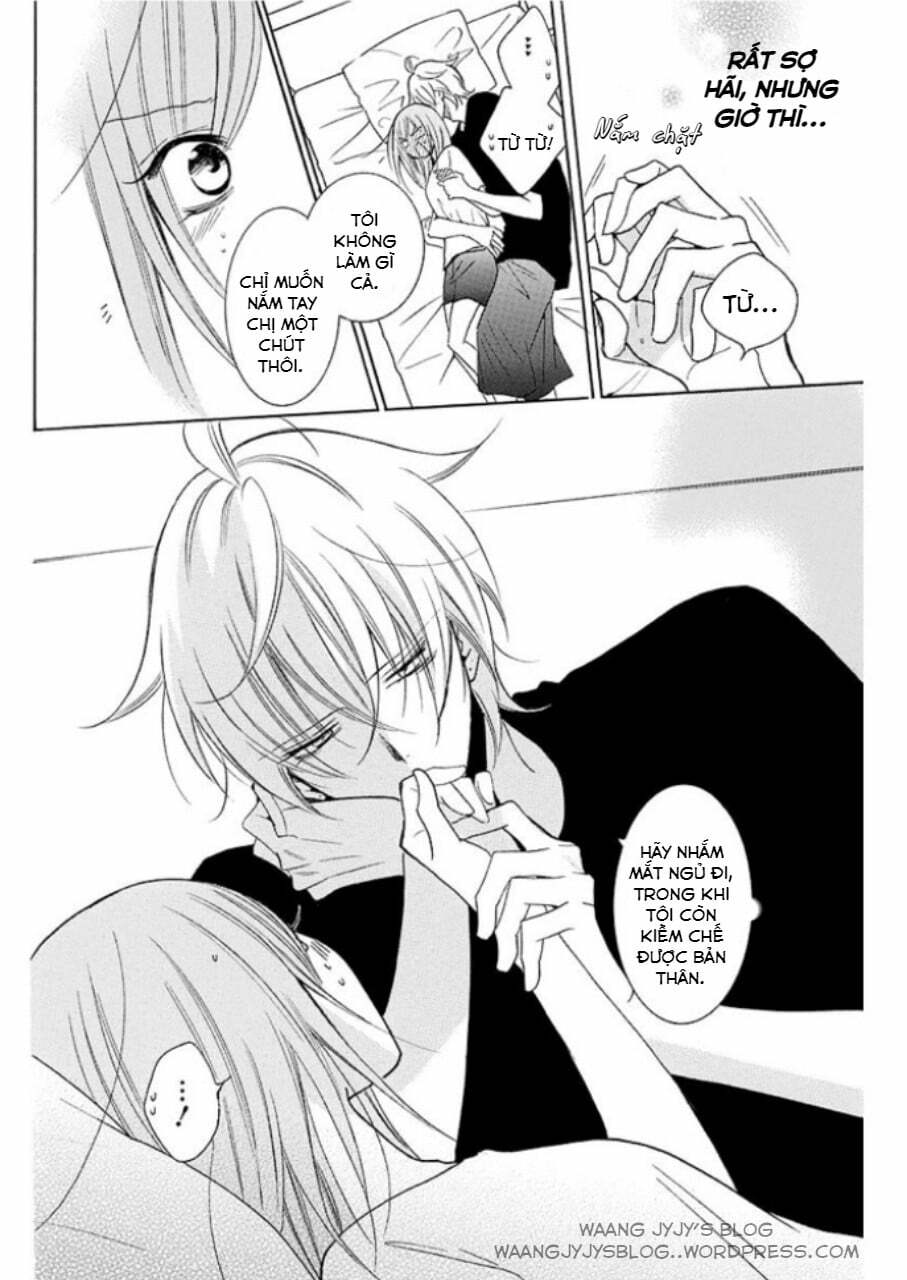 RẤT SỢ
HÃI, NHƯNG
GIỜ THÌ...
Nắm chặt
TỪ...
...
TỪ TỪ!
TÔI
KHÔNG
LÀM GÌ
CẢ.
CHỈ MUỐN
NẮM TAY
CHỊ MỘT
CHÚT
THÔI.
HÃY NHẮM
MẮT NGỦ ĐI,
TRONG KHI
TÔI CÒN
KIỀM CHẾ
ĐƯỢC BẢN
THÂN.
...!
WAANG JYJY'S BLOG
WAANGJYJYSBLOG..WORDPRESS.COM